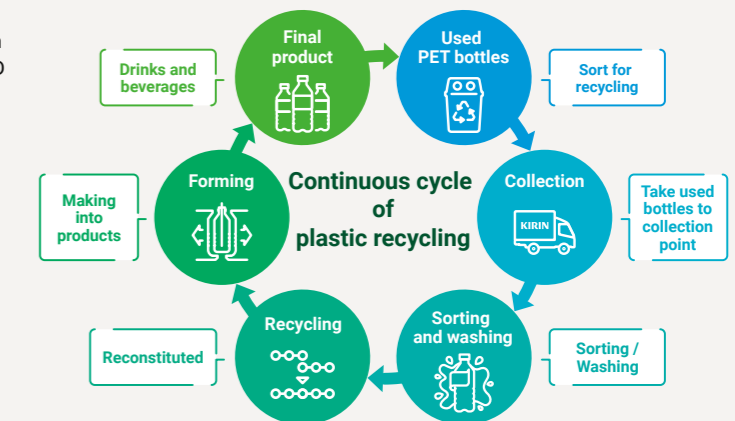 Final
product
Drinks and
beverages
Used
PET bottles
Sort for
recycling
Collection
KIRIN
Take used
bottles to
collection
point
Sorting
and washing
Sorting /
Washing
Recycling
Reconstituted
Forming
Making
into
products
Continuous cycle
of
plastic recycling